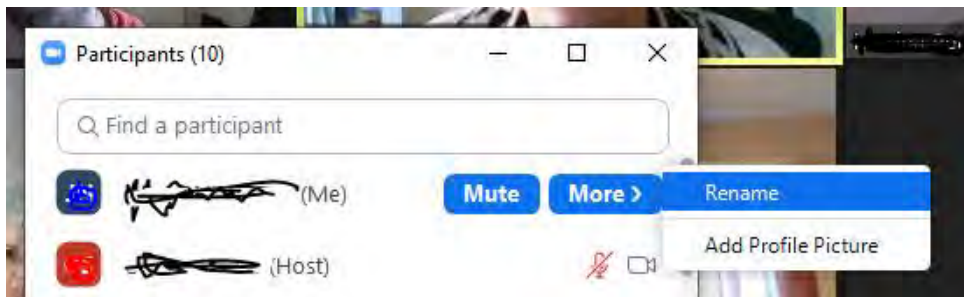 Participants (10)
Find a participant
(Me) Mute More > Rename
Add Profile Picture
(Host)